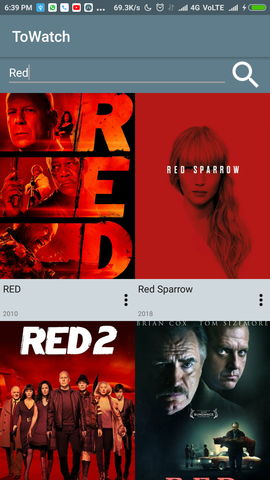 6:39 PM ... 69.3K/s 4G VoLTE
ToWatch
Red
RED
RED SPARROW
RED
2010
Red Sparrow
2018
RED 2
BRIAN COX TOM SIZEMORE
RED